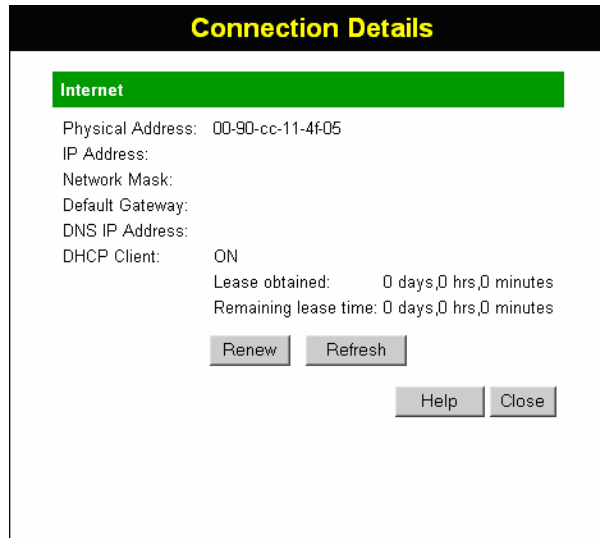 Connection Details
Internet
Physical Address: 00-90-cc-11-4f-05
IP Address:
Network Mask:
Default Gateway:
DNS IP Address:
DHCP Client: ON
Lease obtained: 0 days,0 hrs,0 minutes
Remaining lease time: 0 days,0 hrs,0 minutes
Renew Refresh
Help Close